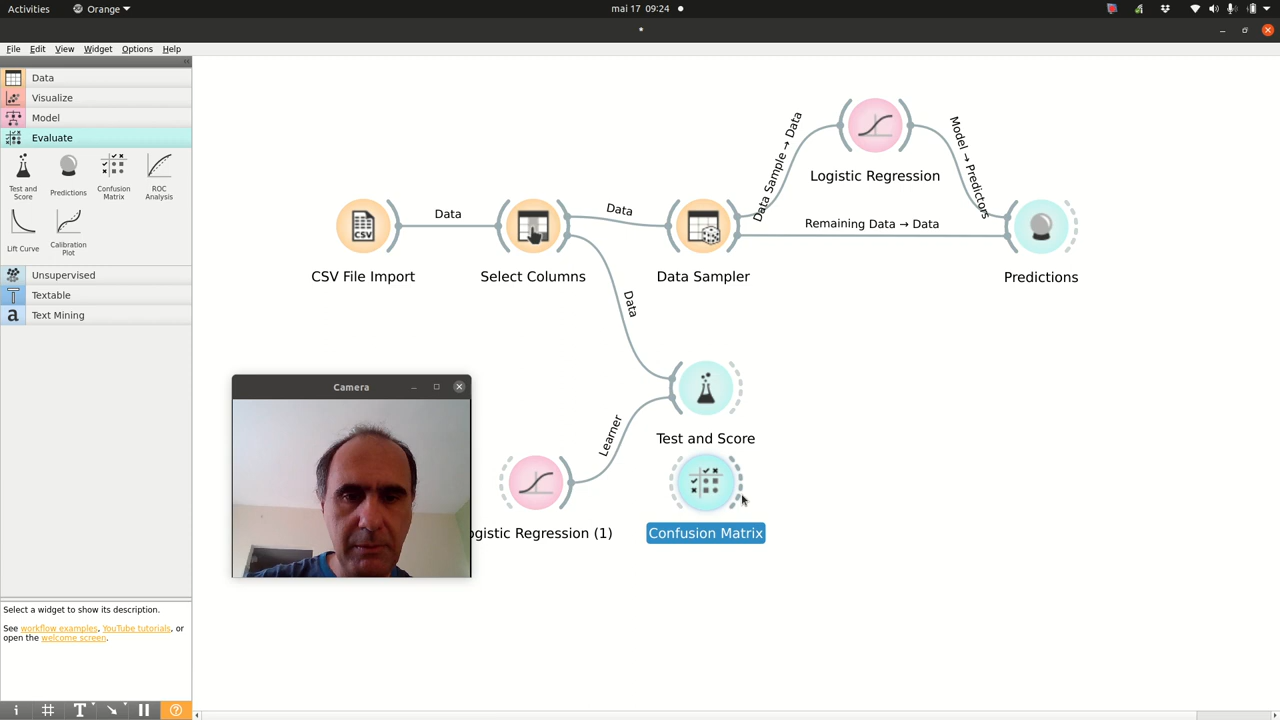 Activities
Orange
mai 17 09:24
File Edit View Widget Options Help
Data
Visualize
Model
Evaluate
Test and Score
Predictions
Confusion Matrix
ROC Analysis
Lift Curve
Calibration Plot
Unsupervised
Textable
Text Mining
Select a widget to show its description.
See workflow examples, YouTube tutorials, or
open the welcome screen.
CSV File Import
Data
Select Columns
Data
Data Sampler
Data Sample → Data
Logistic Regression
Model → Predictors
Remaining Data → Data
Predictions
Data
Test and Score
Learner
ogistic Regression (1)
Confusion Matrix
Camera